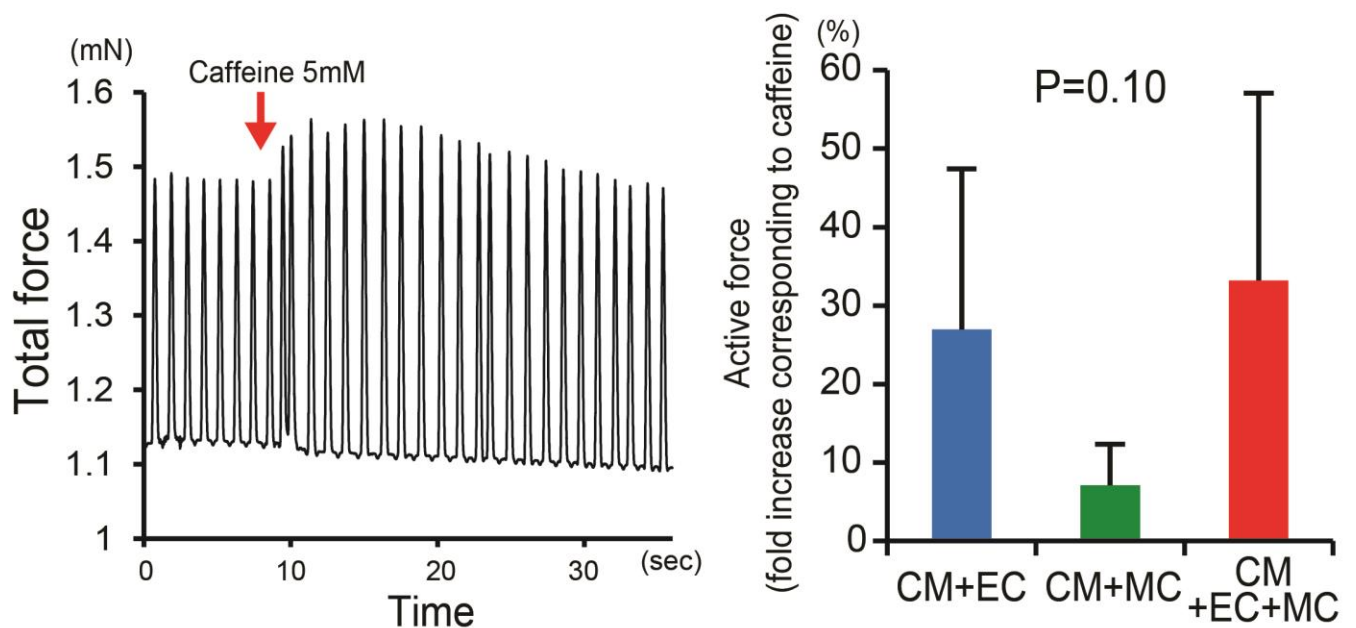 (mN)
Caffeine 5mM
1.6
1.5
1.4
1.3
1.2
1.1
1
Total force
0
10
20
30
(sec)
Time
(%)
Active force
(fold increase corresponding to caffeine)
60
50
40
30
20
10
0
P=0.10
CM+EC
CM+MC
CM
+EC+MC